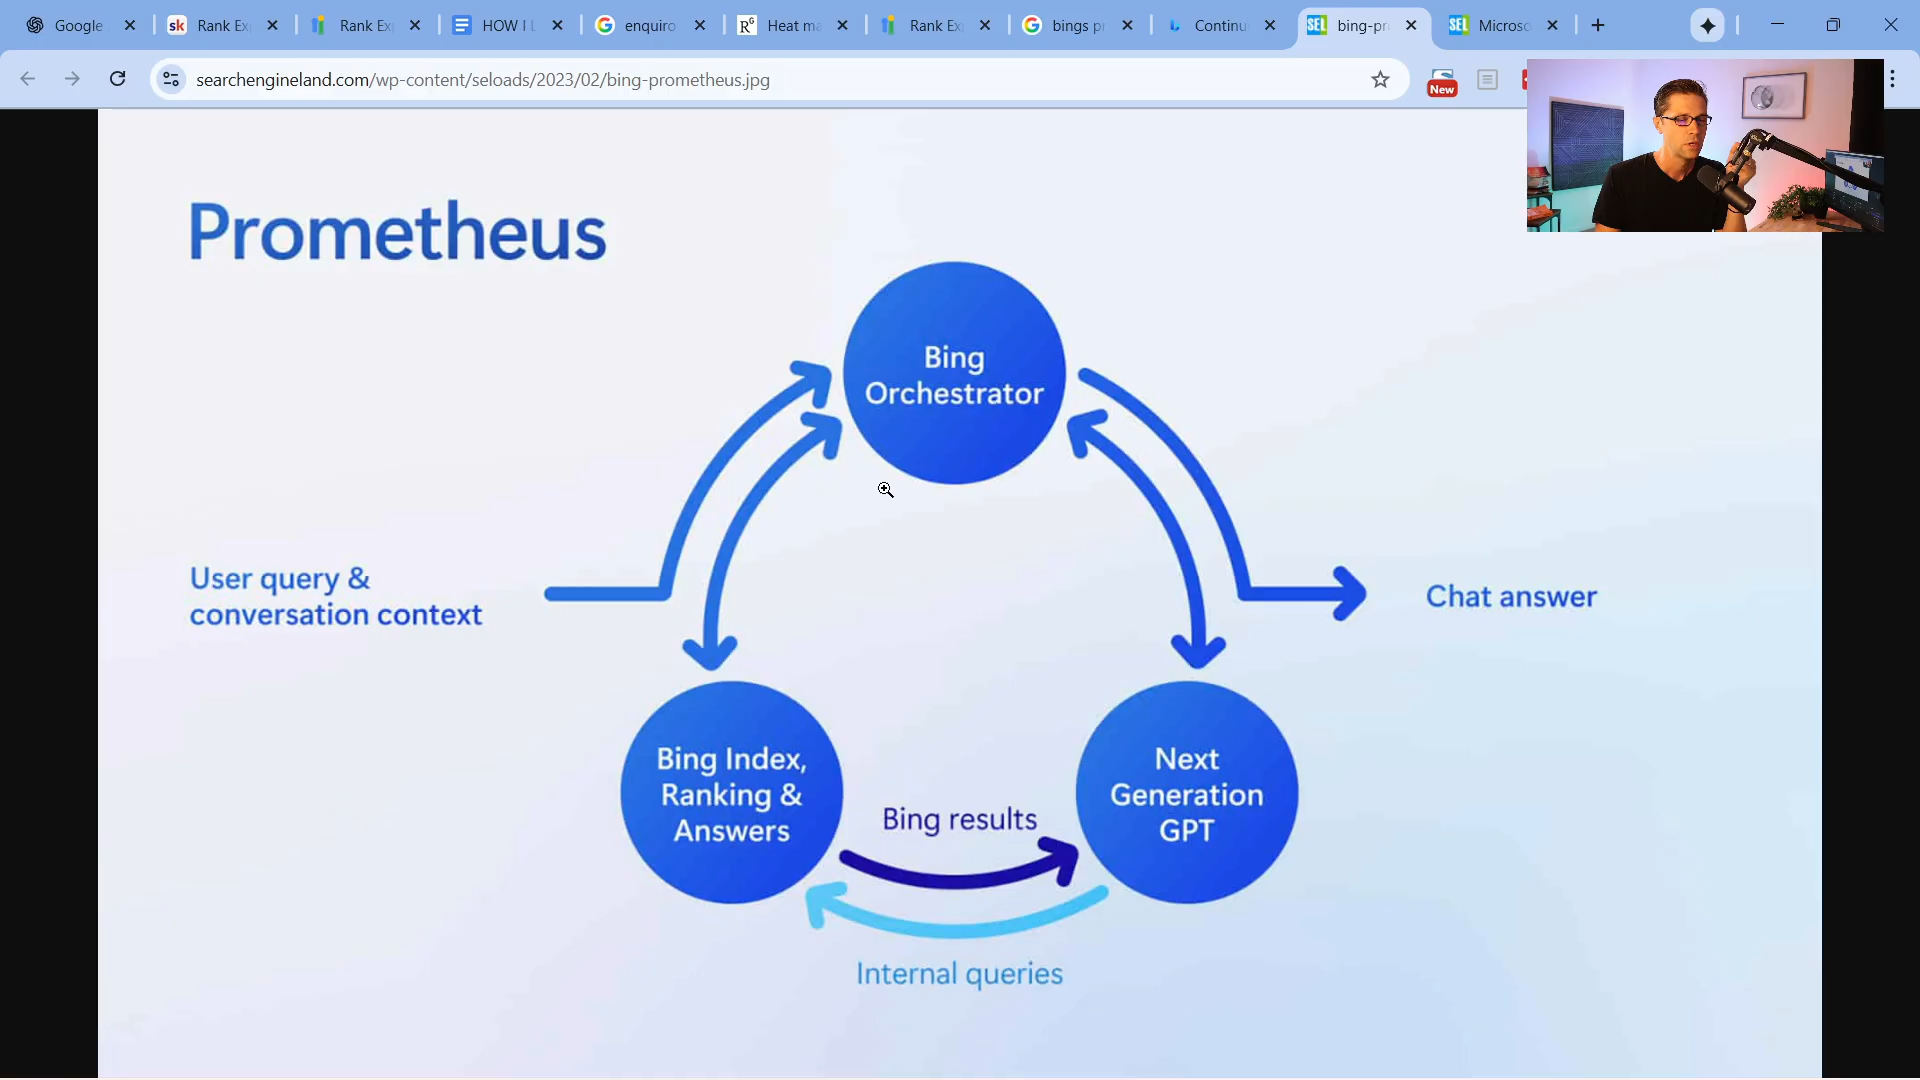 Google
Rank Ex
Rank Ex
HOW I L
enquiro
Heat ma
Rank Ex
bings pr
Continu
bing-pr
Microso
searchengineland.com/wp-content/seloads/2023/02/bing-prometheus.jpg
New
Prometheus
Bing
Orchestrator
User query &
conversation context
Chat answer
Bing Index,
Ranking &
Answers
Bing results
Next
Generation
GPT
Internal queries